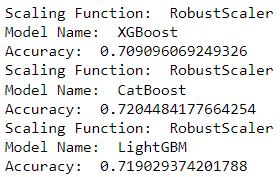 Scaling Function:  RobustScaler
Model Name:  XGBoost
Accuracy:  0.709096069249326
Scaling Function:  RobustScaler
Model Name:  CatBoost
Accuracy:  0.7204484177664254
Scaling Function:  RobustScaler
Model Name:  LightGBM
Accuracy:  0.719029374201788